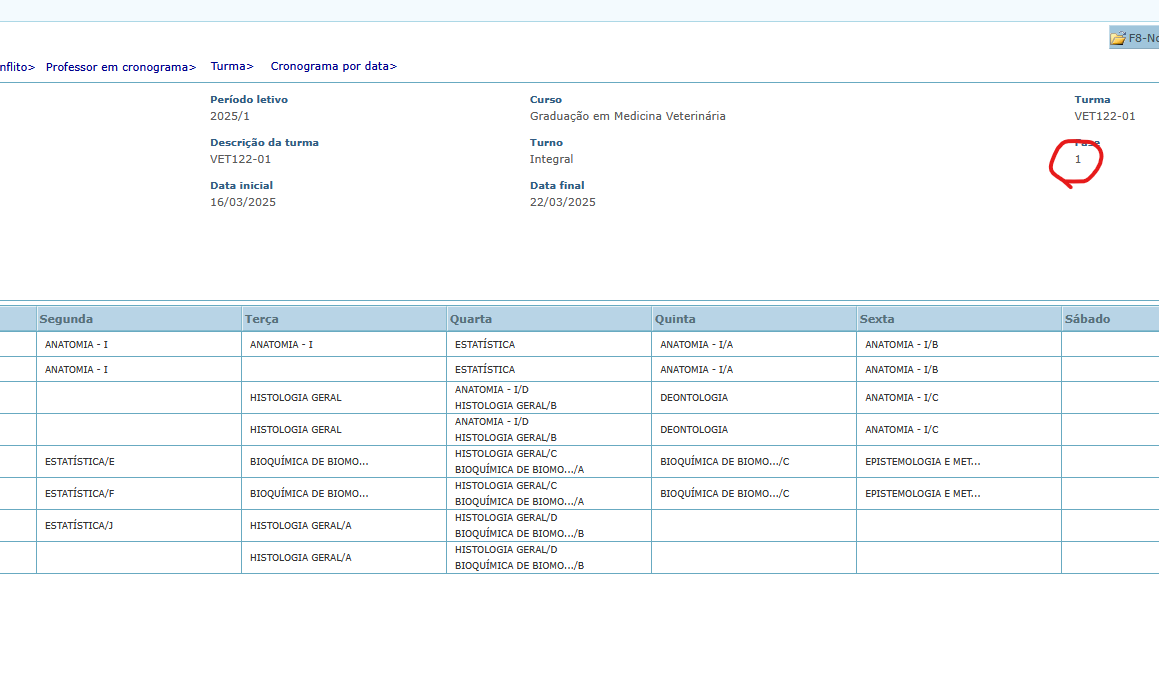 F8-No
nflito> Professor em cronograma> Turma> Cronograma por data>
Período letivo Curso Turma
2025/1 Graduação em Medicina Veterinária VET122-01
Descrição da turma Turno Fase
VET122-01 Integral 1
Data inicial Data final
16/03/2025 22/03/2025
Segunda Terça Quarta Quinta Sexta Sábado
ANATOMIA - I ANATOMIA - I ESTATÍSTICA ANATOMIA - I/A ANATOMIA - I/B
ANATOMIA - I ESTATÍSTICA ANATOMIA - I/A ANATOMIA - I/B
ANATOMIA - I/D
HISTOLOGIA GERAL DEONTOLOGIA ANATOMIA - I/C
HISTOLOGIA GERAL/B
ANATOMIA - I/D
HISTOLOGIA GERAL DEONTOLOGIA ANATOMIA - I/C
HISTOLOGIA GERAL/B
HISTOLOGIA GERAL/C
ESTATÍSTICA/E BIOQUÍMICA DE BIOMO... BIOQUÍMICA DE BIOMO.../C EPISTEMOLOGIA E MET...
BIOQUÍMICA DE BIOMO.../A
HISTOLOGIA GERAL/C
ESTATÍSTICA/F BIOQUÍMICA DE BIOMO... BIOQUÍMICA DE BIOMO.../C EPISTEMOLOGIA E MET...
BIOQUÍMICA DE BIOMO.../A
HISTOLOGIA GERAL/D
ESTATÍSTICA/J HISTOLOGIA GERAL/A
BIOQUÍMICA DE BIOMO.../B
HISTOLOGIA GERAL/D
HISTOLOGIA GERAL/A
BIOQUÍMICA DE BIOMO.../B